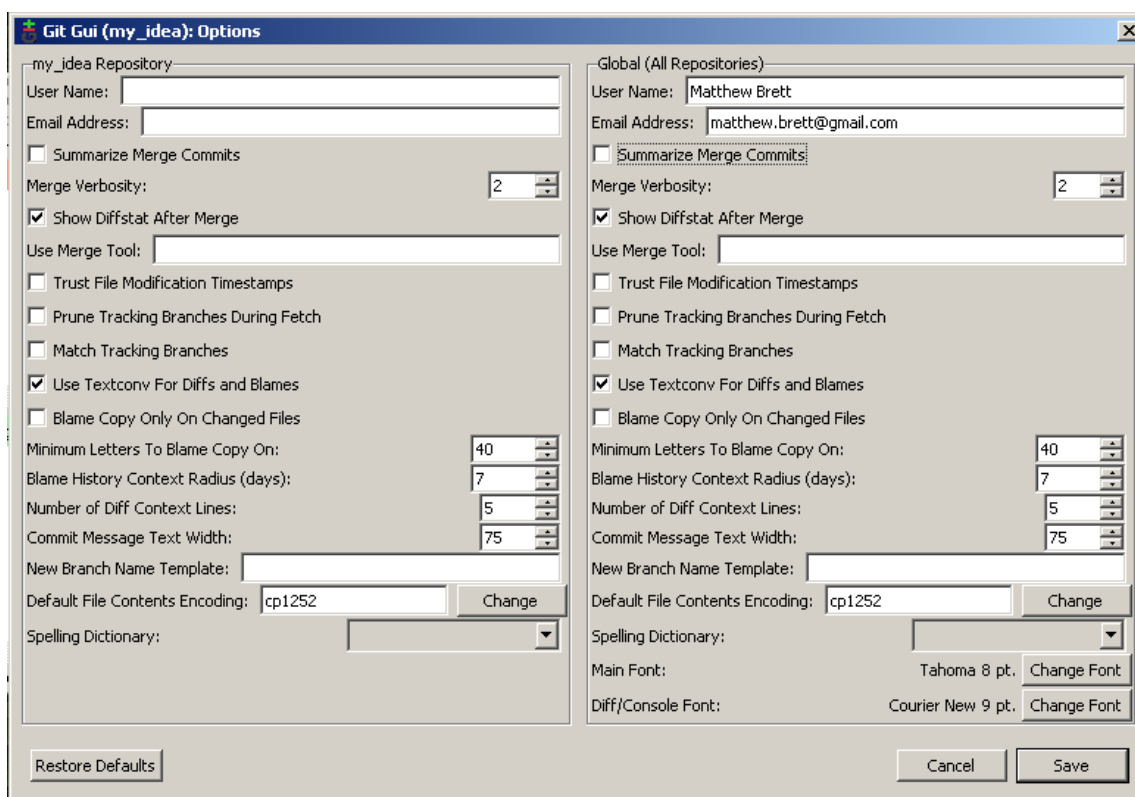 Git Gui (my_idea): Options
my_idea Repository
User Name:
Email Address:
Summarize Merge Commits
Merge Verbosity: 2
Show Diffstat After Merge
Use Merge Tool:
Trust File Modification Timestamps
Prune Tracking Branches During Fetch
Match Tracking Branches
Use Textconv For Diffs and Blames
Blame Copy Only On Changed Files
Minimum Letters To Blame Copy On: 40
Blame History Context Radius (days): 7
Number of Diff Context Lines: 5
Commit Message Text Width: 75
New Branch Name Template:
Default File Contents Encoding: cp1252 Change
Spelling Dictionary:
Global (All Repositories)
User Name: Matthew Brett
Email Address: matthew.brett@gmail.com
Summarize Merge Commits
Merge Verbosity: 2
Show Diffstat After Merge
Use Merge Tool:
Trust File Modification Timestamps
Prune Tracking Branches During Fetch
Match Tracking Branches
Use Textconv For Diffs and Blames
Blame Copy Only On Changed Files
Minimum Letters To Blame Copy On: 40
Blame History Context Radius (days): 7
Number of Diff Context Lines: 5
Commit Message Text Width: 75
New Branch Name Template:
Default File Contents Encoding: cp1252 Change
Spelling Dictionary:
Main Font: Tahoma 8 pt. Change Font
Diff/Console Font: Courier New 9 pt. Change Font
Restore Defaults Cancel Save